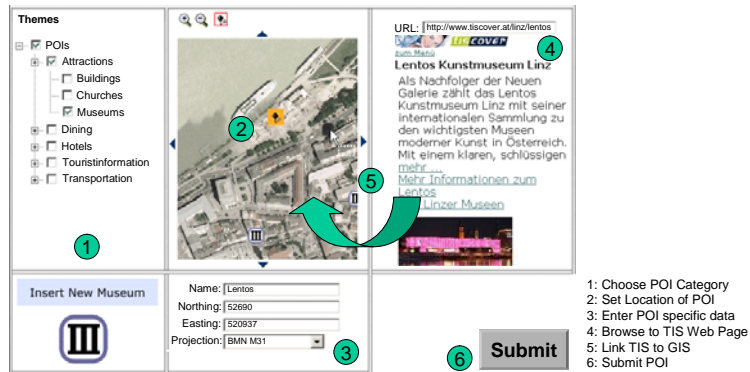 Themes
POIs
Attractions
Buildings
Churches
Museums
Dining
Hotels
Touristinformation
Transportation
1
2
5
URL: http://www.tiscover.at/linz/lentos
4
tiscover
zum Menü
Lentos Kunstmuseum Linz
Als Nachfolger der Neuen
Galerie zählt das Lentos
Kunstmuseum Linz mit seiner
internationalen Sammlung zu
den wichtigsten Museen
moderner Kunst in Österreich.
Mit einem klaren, schlüssigen
mehr ...
Mehr Informationen zum
Lentos
Linzer Museen
Insert New Museum
Name: Lentos
Northing: 52690
Easting: 520937
Projection: BMN M31
3
6
Submit
1: Choose POI Category
2: Set Location of POI
3: Enter POI specific data
4: Browse to TIS Web Page
5: Link TIS to GIS
6: Submit POI